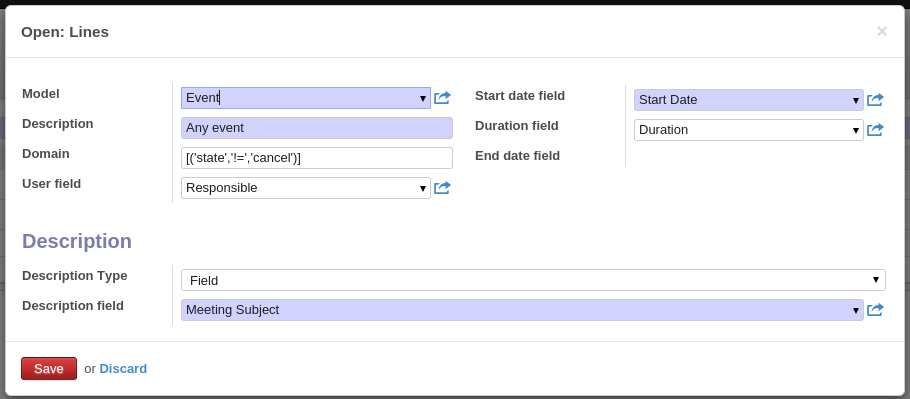 Open: Lines
×
Model Event
Description Any event
Domain [('state','!=','cancel')]
User field Responsible
Start date field Start Date
Duration field Duration
End date field
Description
Description Type Field
Description field Meeting Subject
Save or Discard